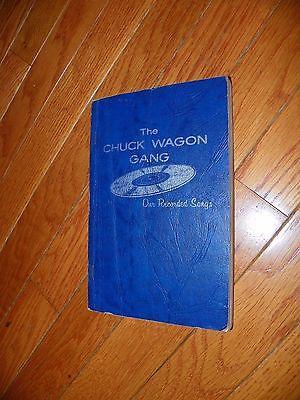 The
CHUCK WAGON
GANG
Our Recorded Songs